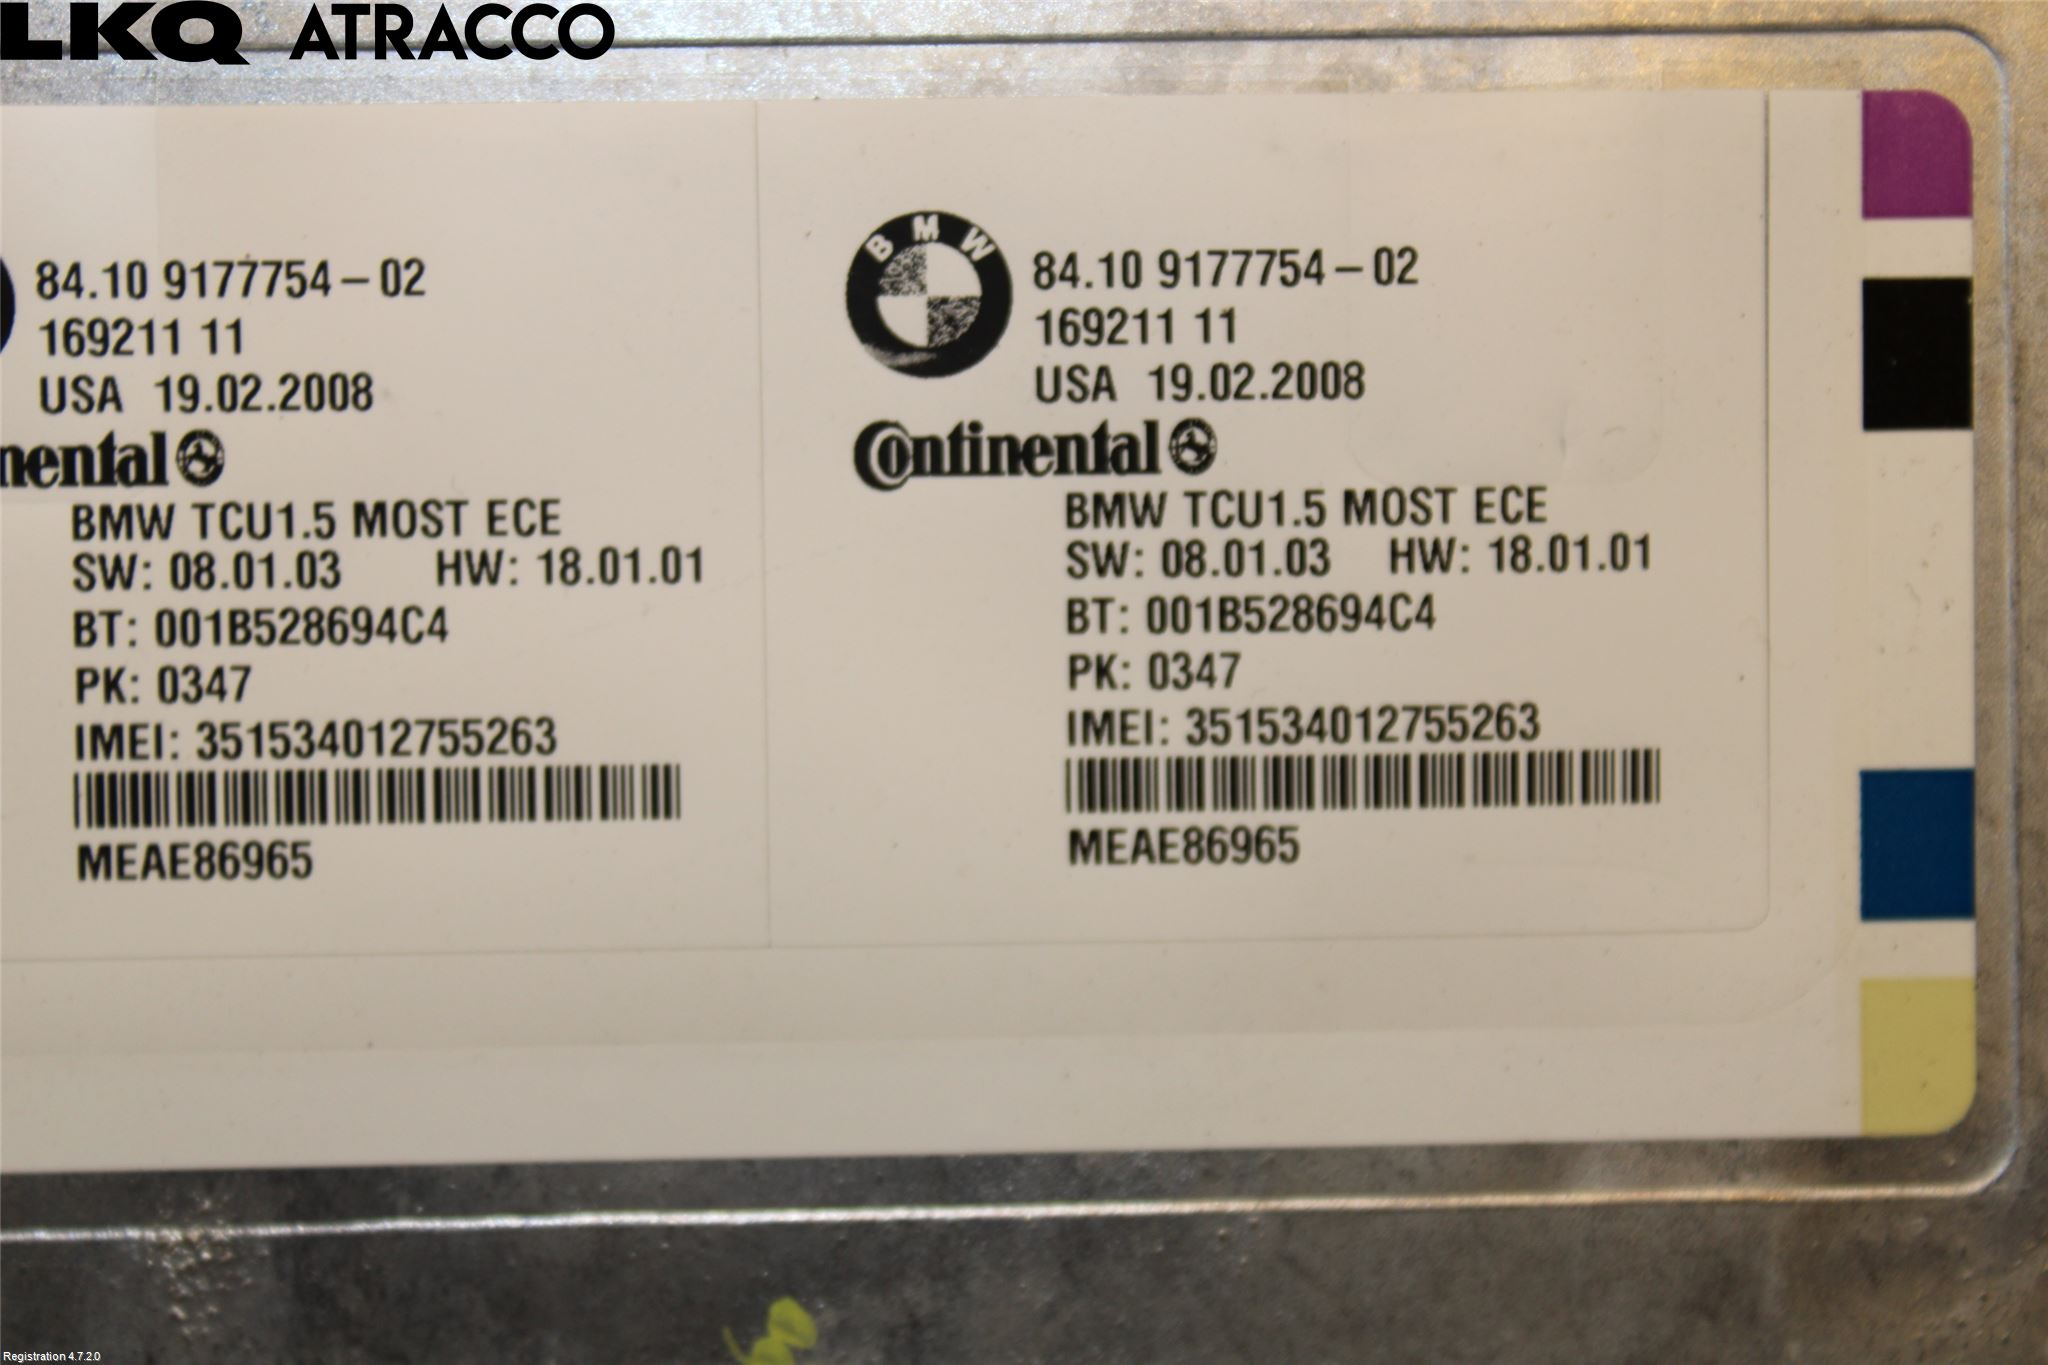 LKQ ATRACCO
84.10 9177754-02
169211 11
USA 19.02.2008
nental
BMW TCU1.5 MOST ECE
SW: 08.01.03 HW: 18.01.01
BT: 001B528694C4
PK: 0347
IMEI: 351534012755263
MEAE86965
BMW
84.10 9177754-02
169211 11
USA 19.02.2008
Continental
BMW TCU1.5 MOST ECE
SW: 08.01.03 HW: 18.01.01
BT: 001B528694C4
PK: 0347
IMEI: 351534012755263
MEAE86965
Registration 4.7.2.0